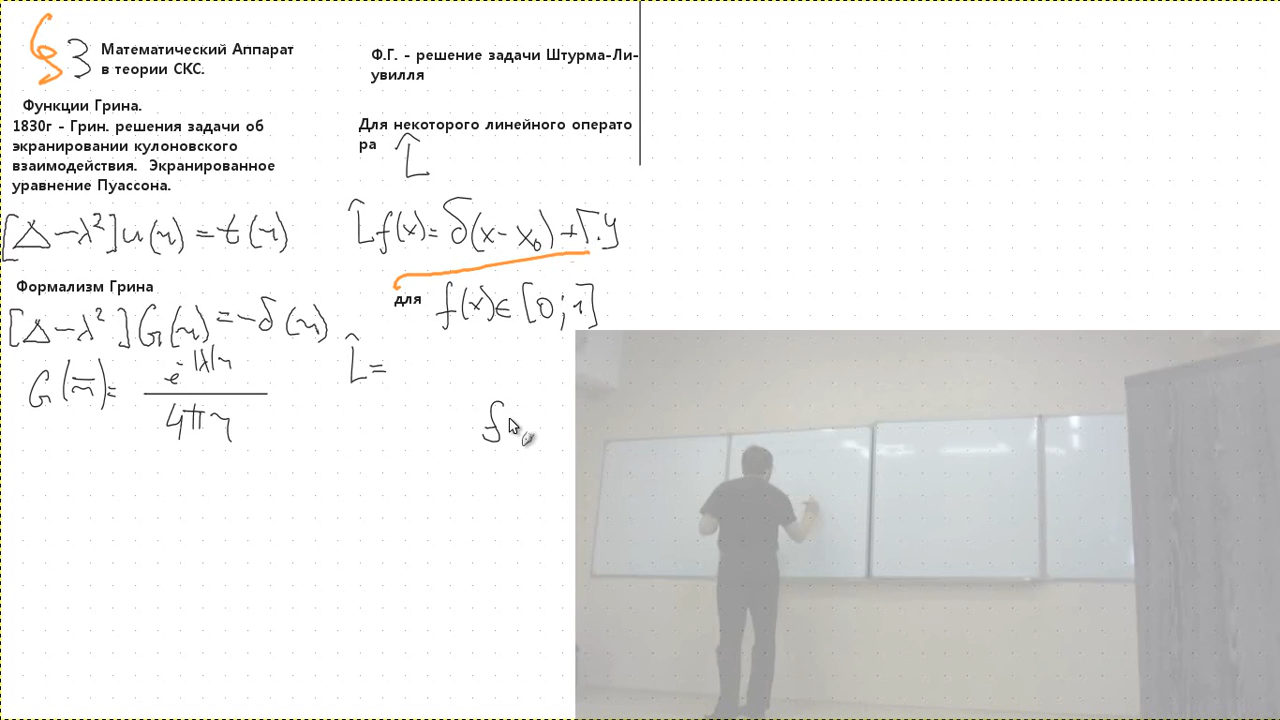 §3 Математический Аппарат
в теории СКС.
Функции Грина.
1830г - Грин. решения задачи об
экранировании кулоновского
взаимодействия. Экранированное
уравнение Пуассона.
[Δ-λ²]u(r)=t(r)
Формализм Грина
[Δ-λ²]G(r)=-δ(r)
G(r̄)= e^{-|λ|r} / 4πr
Ф.Г. - решение задачи Штурма-Ли-
увилля
Для некоторого линейного операто
ра L̂
L̂f(x)=δ(x-x₀)+Г.У
для f(x)∈[0;1]
L̂=
f